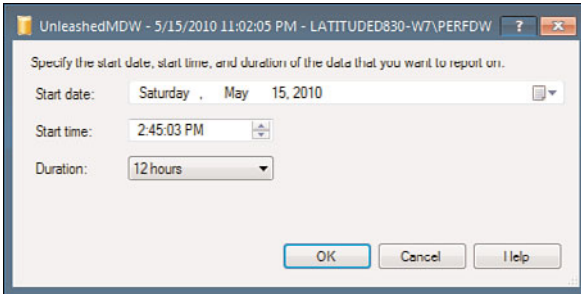 UnleashedMDW - 5/15/2010 11:02:05 PM - LATITUDED830-W7\PERFDW
Specify the start date, start time, and duration of the data that you want to report on.
Start date: Saturday , May 15, 2010
Start time: 2:45:03 PM
Duration: 12 hours
OK Cancel Help